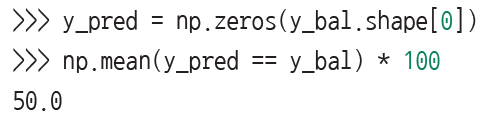 >>> y_pred = np.zeros(y_bal.shape[0])
>>> np.mean(y_pred == y_bal) * 100
50.0